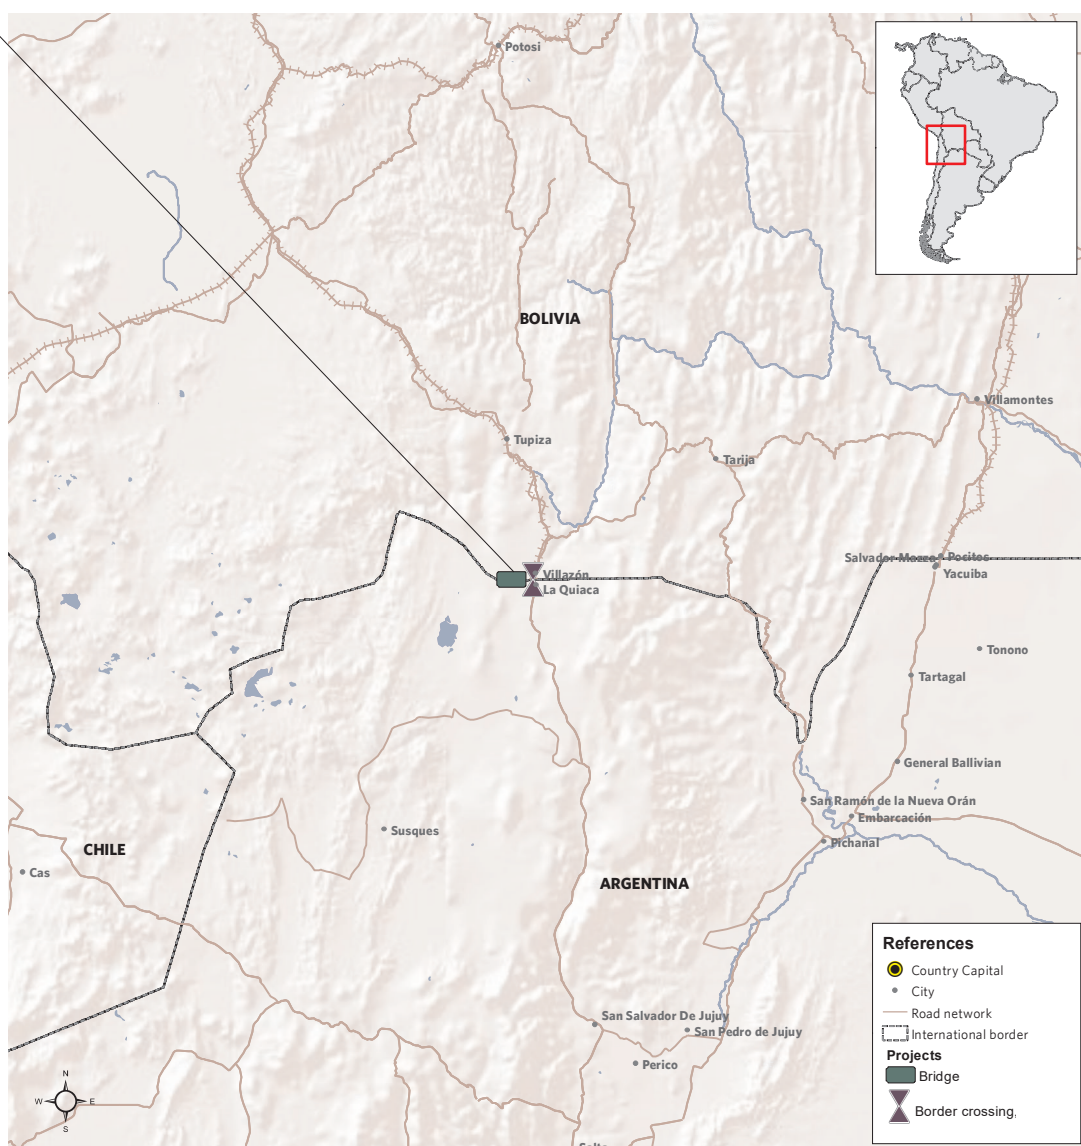 Potosi
BOLIVIA
Villamontes
Tupiza
Tarija
Salvador Mazza
Pocitos
Yacuiba
Villazón
La Quiaca
Tonono
Tartagal
General Ballivian
San Ramón de la Nueva Orán
Embarcación
Susques
Pichanal
CHILE
Cas
ARGENTINA
San Salvador De Jujuy
San Pedro de Jujuy
Perico
References
Country Capital
City
Road network
International border
Projects
Bridge
Border crossing,
N
W
E
S